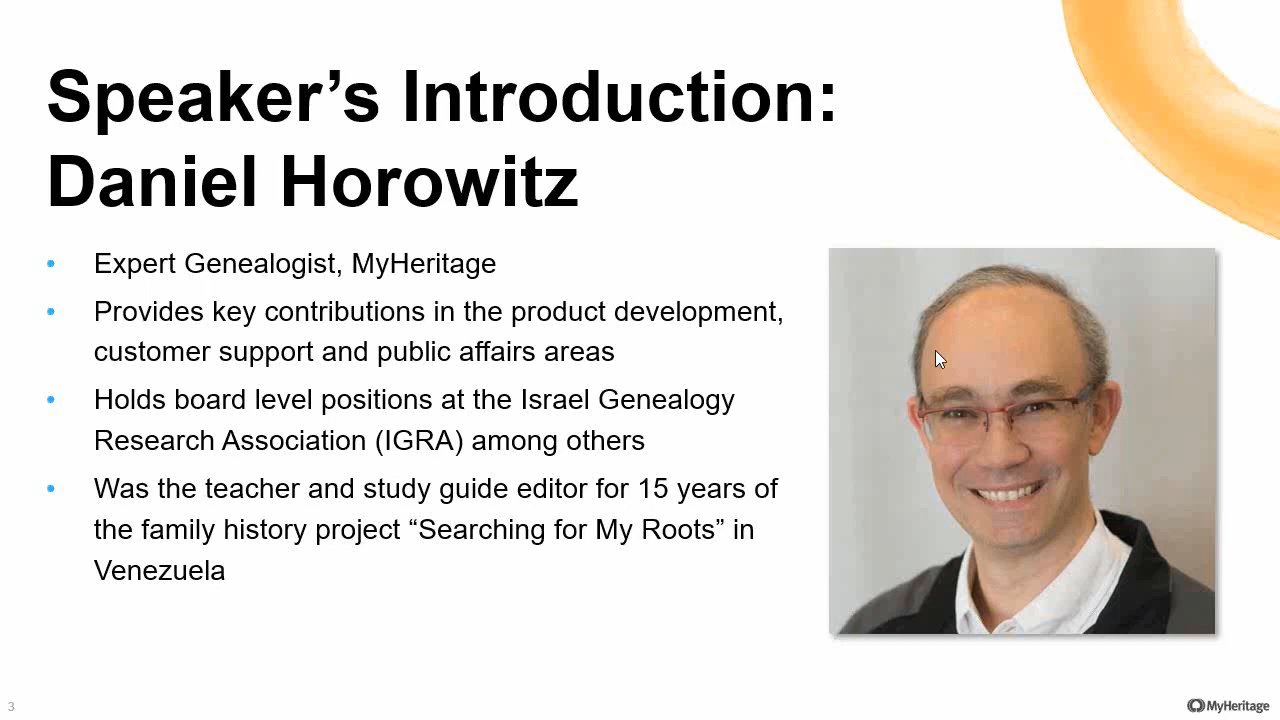 Speaker’s Introduction:
Daniel Horowitz
• Expert Genealogist, MyHeritage
• Provides key contributions in the product development,
customer support and public affairs areas
• Holds board level positions at the Israel Genealogy
Research Association (IGRA) among others
• Was the teacher and study guide editor for 15 years of
the family history project “Searching for My Roots” in
Venezuela
3
MyHeritage